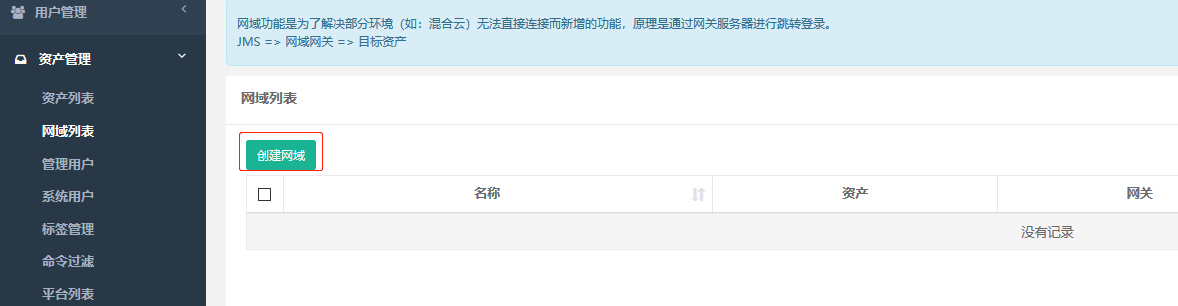 用户管理
资产管理
资产列表
网域列表
管理用户
系统用户
标签管理
命令过滤
平台列表
网域功能是为了解决部分环境（如：混合云）无法直接连接而新增的功能，原理是通过网关服务器进行跳转登录。
JMS => 网域网关 => 目标资产
网域列表
创建网域
名称 资产 网关
没有记录